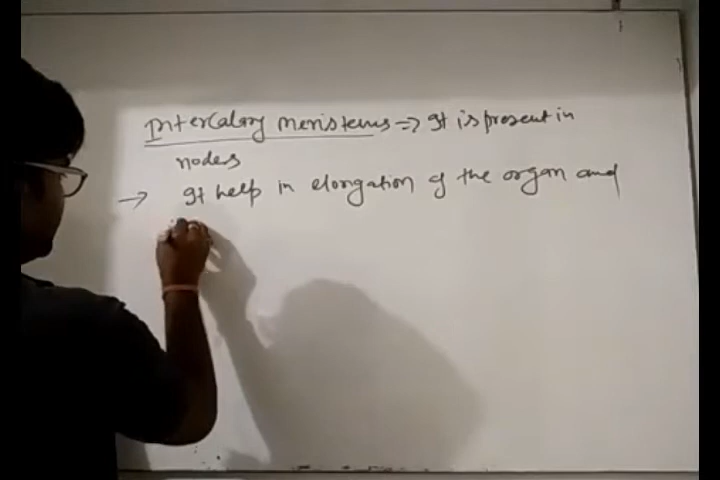 Intercalary meristems => It is present in
nodes
→ It help in elongation of the organ and